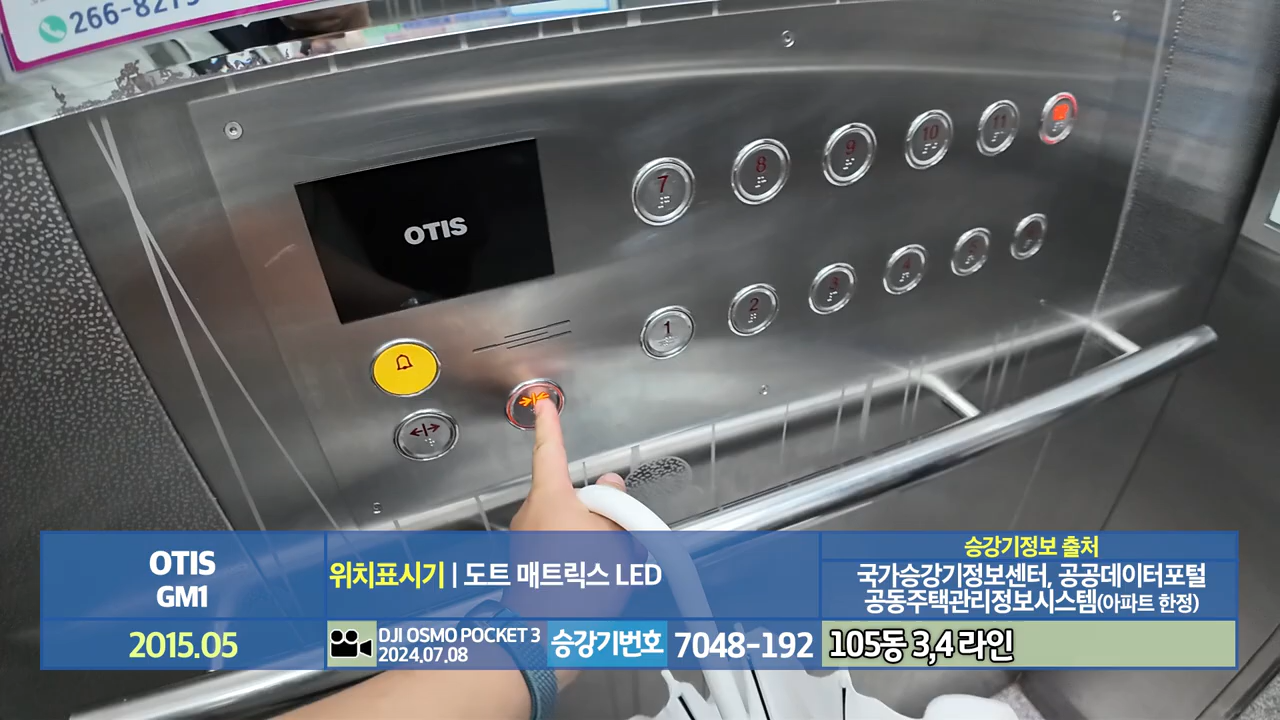 266-8275
OTIS
7
8
9
10
11
1
2
3
4
5
OTIS
GM1
2015.05
위치표시기 | 도트 매트릭스 LED
DJI OSMO POCKET 3
2024.07.08
승강기번호
7048-192
승강기정보 출처
국가승강기정보센터, 공공데이터포털
공동주택관리정보시스템(아파트 한정)
105동 3,4 라인